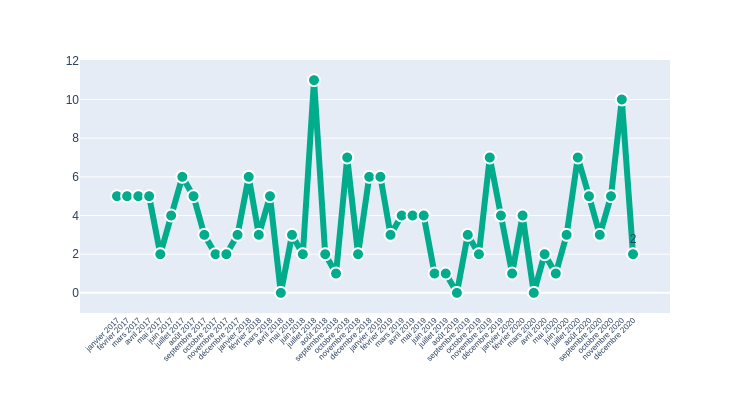 12
10
8
6
4
2
0
2
janvier 2017
février 2017
mars 2017
avril 2017
mai 2017
juin 2017
juillet 2017
août 2017
septembre 2017
octobre 2017
novembre 2017
décembre 2017
janvier 2018
février 2018
mars 2018
avril 2018
mai 2018
juin 2018
juillet 2018
août 2018
septembre 2018
octobre 2018
novembre 2018
décembre 2018
janvier 2019
février 2019
mars 2019
avril 2019
mai 2019
juin 2019
juillet 2019
août 2019
septembre 2019
octobre 2019
novembre 2019
décembre 2019
janvier 2020
février 2020
mars 2020
avril 2020
mai 2020
juin 2020
juillet 2020
août 2020
septembre 2020
octobre 2020
novembre 2020
décembre 2020